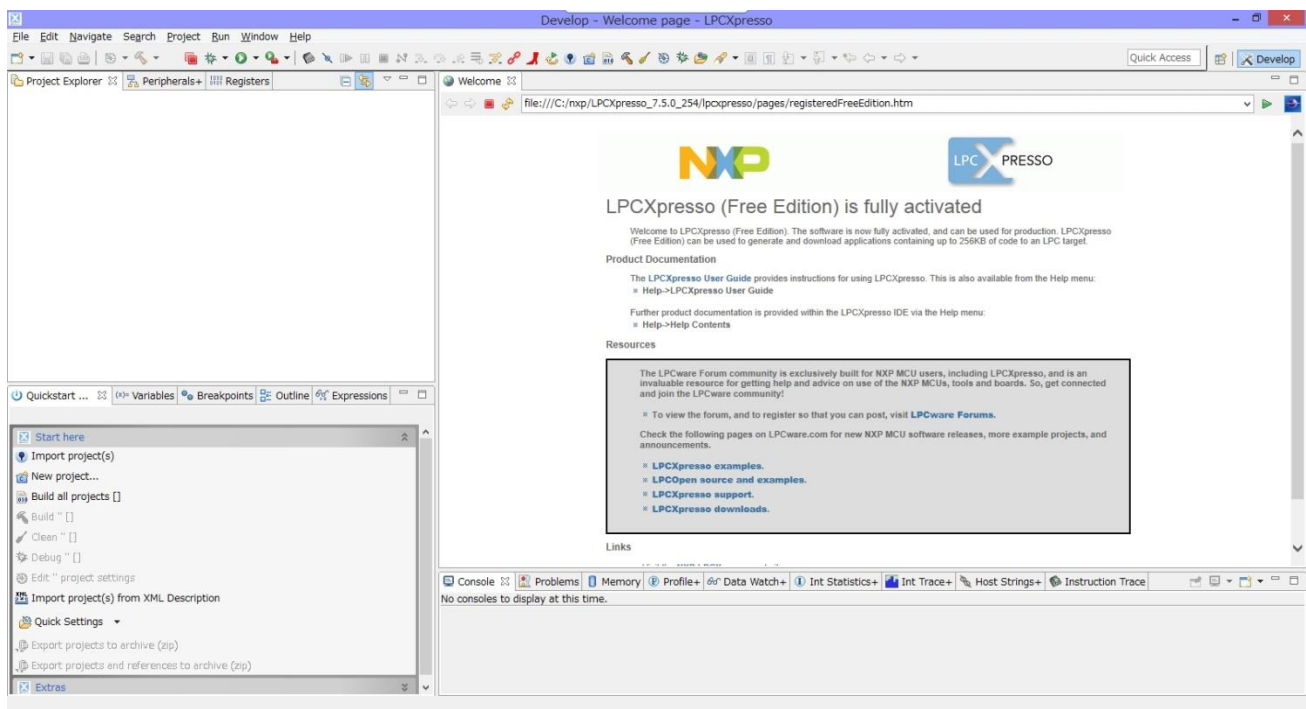 Develop - Welcome page - LPCXpresso
File Edit Navigate Search Project Run Window Help
Quick Access Develop
Project Explorer Peripherals+ Registers
Welcome
file:///C:/nxp/LPCXpresso_7.5.0_254/lpcxpresso/pages/registeredFreeEdition.htm
NXP
LPC XPRESSO
LPCXpresso (Free Edition) is fully activated
Welcome to LPCXpresso (Free Edition). The software is now fully activated, and can be used for production. LPCXpresso
(Free Edition) can be used to generate and download applications containing up to 256KB of code to an LPC target.
Product Documentation
The LPCXpresso User Guide provides instructions for using LPCXpresso. This is also available from the Help menu:
Help->LPCXpresso User Guide
Further product documentation is provided within the LPCXpresso IDE via the Help menu:
Help->Help Contents
Resources
The LPCware Forum community is exclusively built for NXP MCU users, including LPCXpresso, and is an
invaluable resource for getting help and advice on use of the NXP MCUs, tools and boards. So, get connected
and join the LPCware community!
To view the forum, and to register so that you can post, visit LPCware Forums.
Check the following pages on LPCware.com for new NXP MCU software releases, more example projects, and
announcements.
LPCXpresso examples.
LPCOpen source and examples.
LPCXpresso support.
LPCXpresso downloads.
Links
Quickstart ... (x)= Variables Breakpoints Outline Expressions
Start here
Import project(s)
New project...
Build all projects []
Build '' []
Clean '' []
Debug '' []
Edit '' project settings
Import project(s) from XML Description
Quick Settings
Export projects to archive (zip)
Export projects and references to archive (zip)
Extras
Console Problems Memory Profile+ Data Watch+ Int Statistics+ Int Trace+ Host Strings+ Instruction Trace
No consoles to display at this time.